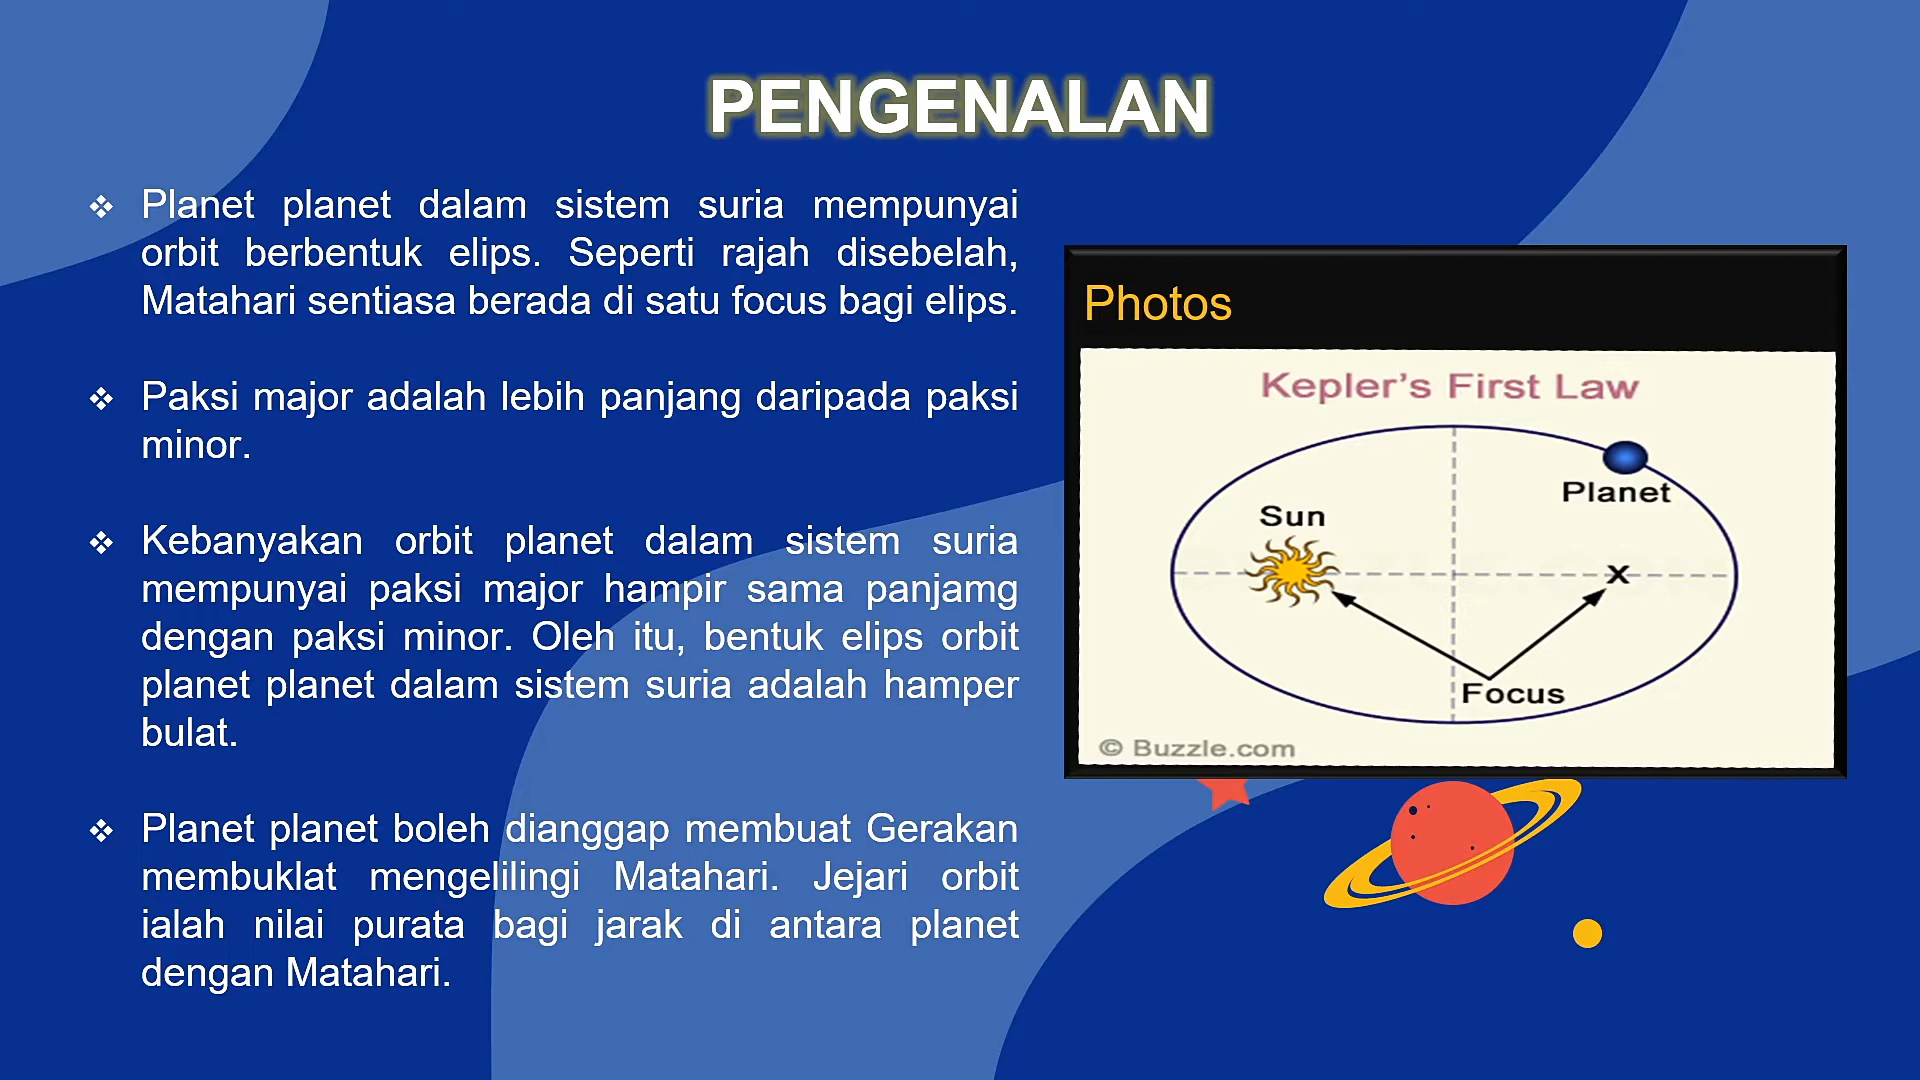 PENGENALAN
Planet planet dalam sistem suria mempunyai
orbit berbentuk elips. Seperti rajah disebelah,
Matahari sentiasa berada di satu focus bagi elips.
Paksi major adalah lebih panjang daripada paksi
minor.
Kebanyakan orbit planet dalam sistem suria
mempunyai paksi major hampir sama panjamg
dengan paksi minor. Oleh itu, bentuk elips orbit
planet planet dalam sistem suria adalah hamper
bulat.
Planet planet boleh dianggap membuat Gerakan
membuklat mengelilingi Matahari. Jejari orbit
ialah nilai purata bagi jarak di antara planet
dengan Matahari.
Photos
Kepler's First Law
Planet
Sun
x
Focus
© Buzzle.com